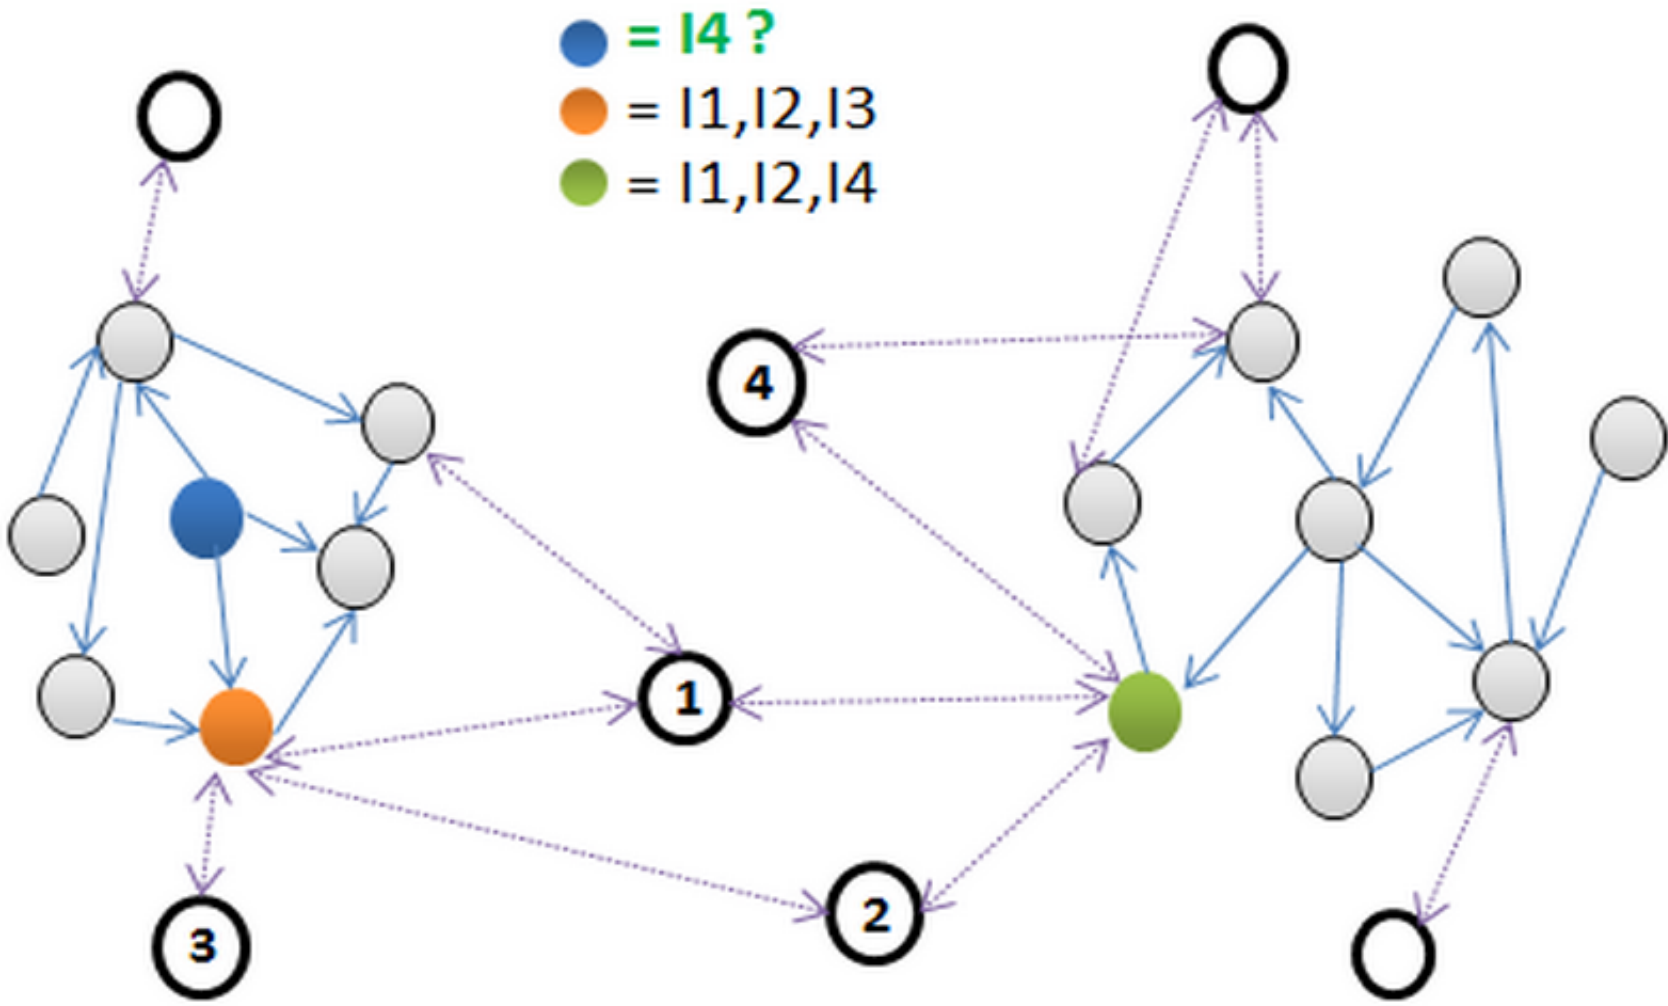 = I4 ?
= I1,I2,I3
= I1,I2,I4
4
1
2
3